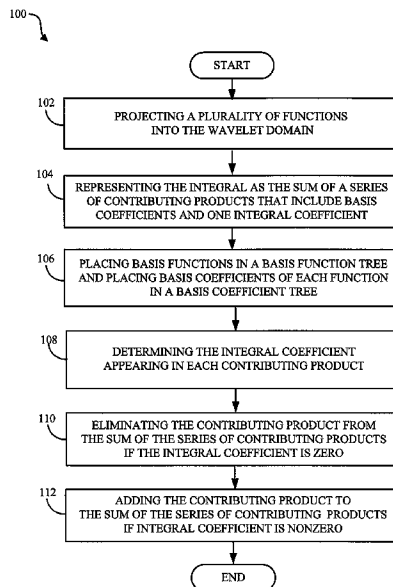 100
START
102
PROJECTING A PLURALITY OF FUNCTIONS
INTO THE WAVELET DOMAIN
104
REPRESENTING THE INTEGRAL AS THE SUM OF A SERIES
OF CONTRIBUTING PRODUCTS THAT INCLUDE BASIS
COEFFICIENTS AND ONE INTEGRAL COEFFICIENT
106
PLACING BASIS FUNCTIONS IN A BASIS FUNCTION TREE
AND PLACING BASIS COEFFICIENTS OF EACH FUNCTION
IN A BASIS COEFFICIENT TREE
108
DETERMINING THE INTEGRAL COEFFICIENT
APPEARING IN EACH CONTRIBUTING PRODUCT
110
ELIMINATING THE CONTRIBUTING PRODUCT FROM
THE SUM OF THE SERIES OF CONTRIBUTING PRODUCTS
IF THE INTEGRAL COEFFICIENT IS ZERO
112
ADDING THE CONTRIBUTING PRODUCT TO
THE SUM OF THE SERIES OF CONTRIBUTING PRODUCTS
IF INTEGRAL COEFFICIENT IS NONZERO
END